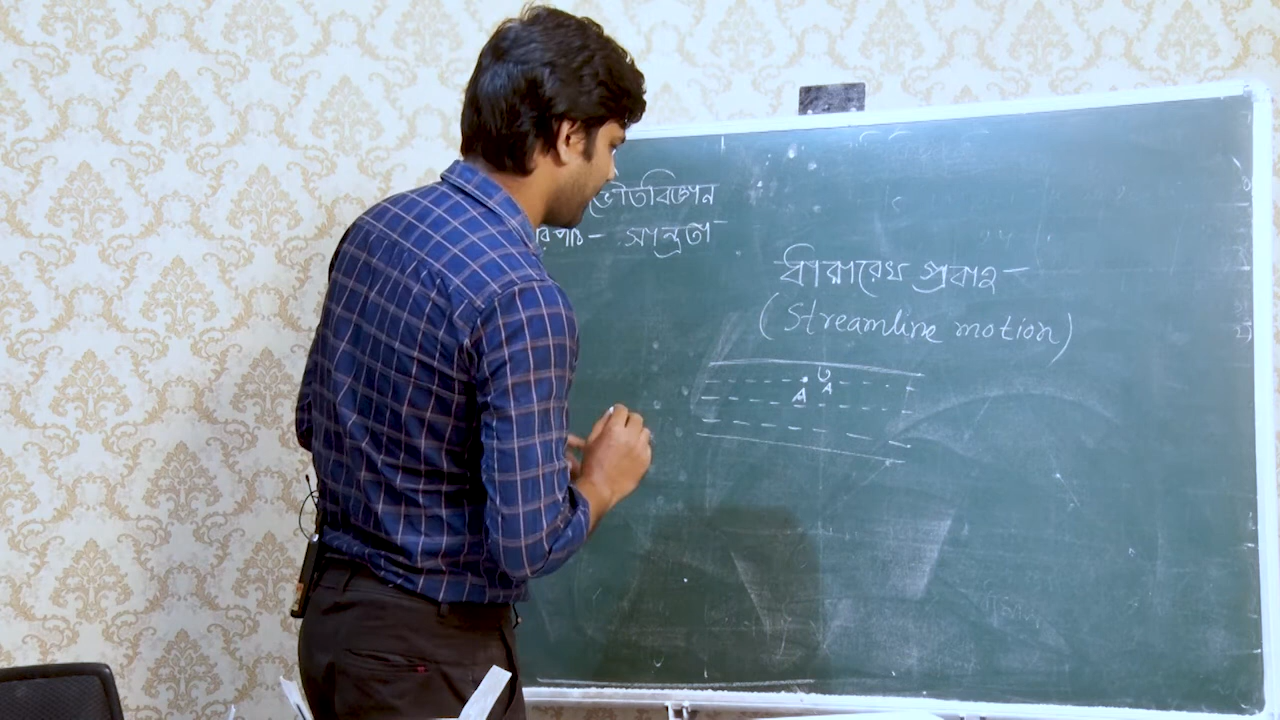 ভৌতবিজ্ঞান
পাঠ - সান্দ্রতা
ধারারেখ প্রবাহ -
(Streamline motion)
A
A